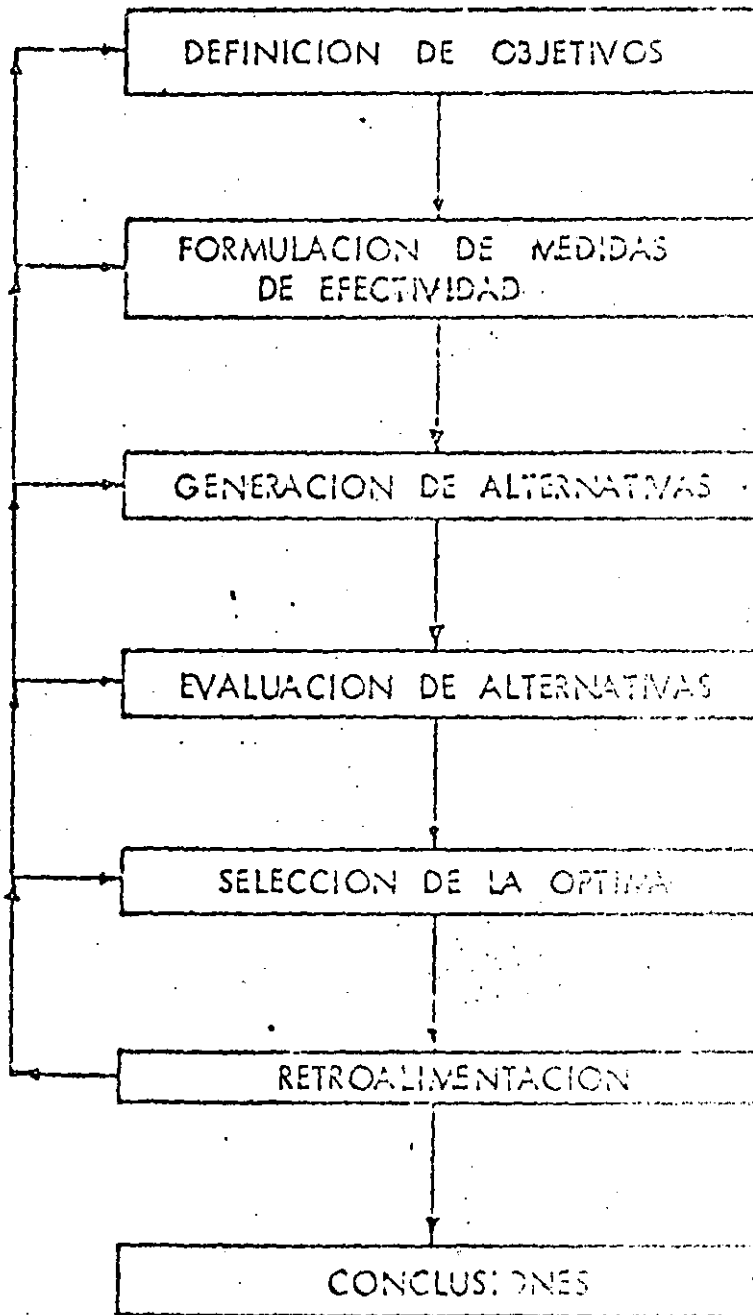 DEFINICION DE OBJETIVOS
FORMULACION DE MEDIDAS
DE EFECTIVIDAD
GENERACION DE ALTERNATIVAS
EVALUACION DE ALTERNATIVAS
SELECCION DE LA OPTIMA
RETROALIMENTACION
CONCLUSIONES